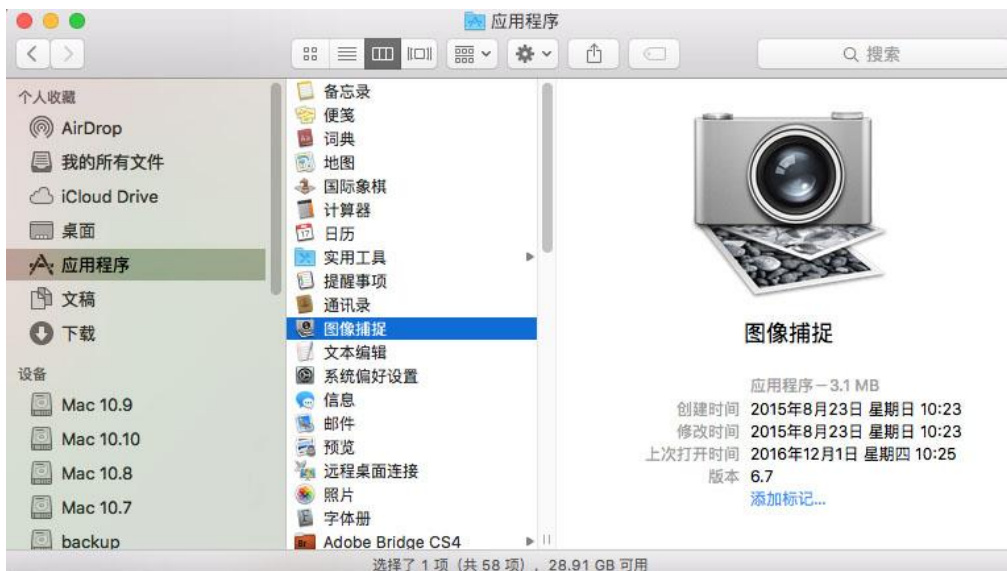 应用程序
搜索
个人收藏
AirDrop
我的所有文件
iCloud Drive
桌面
应用程序
文稿
下载
设备
Mac 10.9
Mac 10.10
Mac 10.8
Mac 10.7
backup
备忘录
便笺
词典
地图
国际象棋
计算器
日历
实用工具
提醒事项
通讯录
图像捕捉
文本编辑
系统偏好设置
信息
邮件
预览
远程桌面连接
照片
字体册
Adobe Bridge CS4
图像捕捉
应用程序－3.1 MB
创建时间 2015年8月23日 星期日 10:23
修改时间 2015年8月23日 星期日 10:23
上次打开时间 2016年12月1日 星期四 10:25
版本 6.7
添加标记...
选择了 1 项（共 58 项），28.91 GB 可用